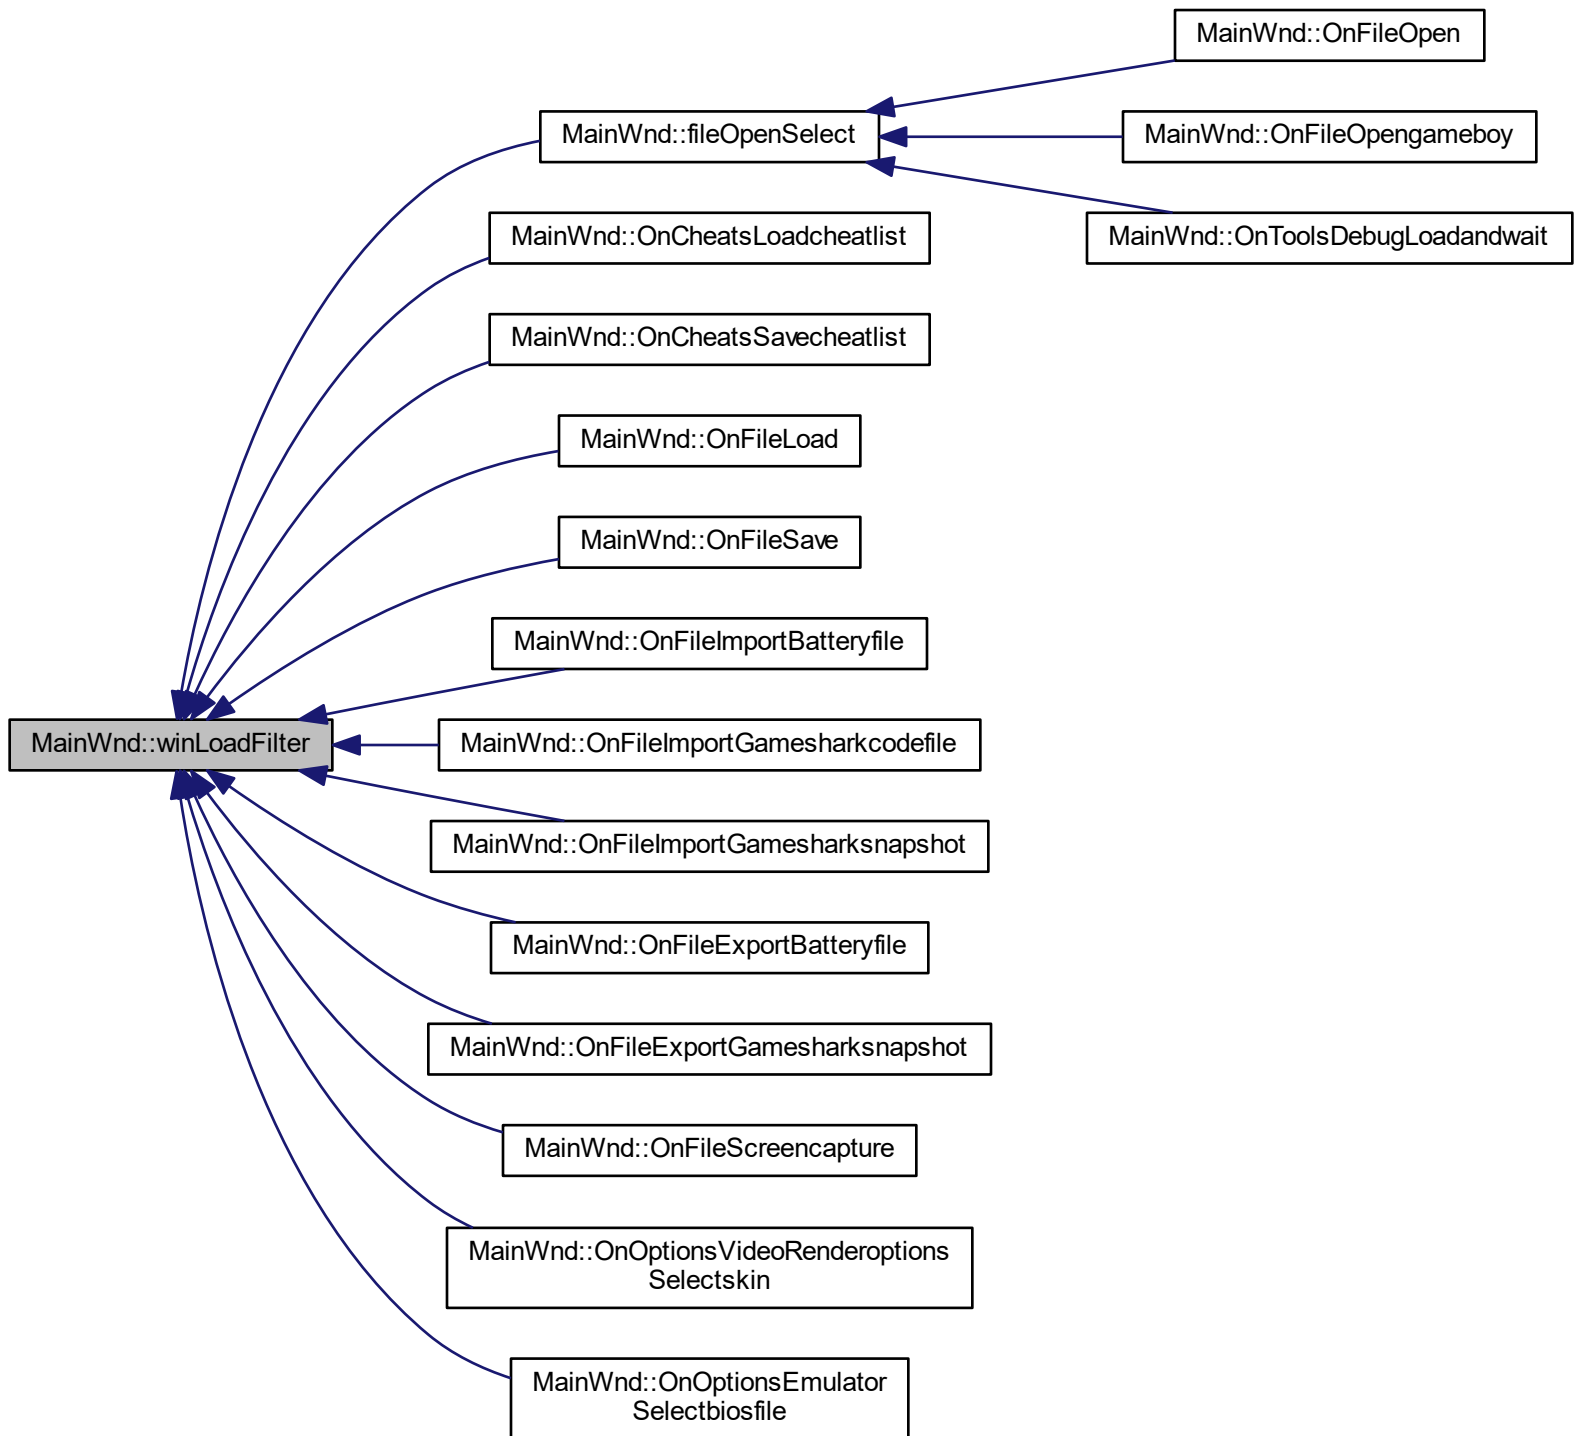 MainWnd::OnFileOpen
MainWnd::fileOpenSelect
MainWnd::OnFileOpengameboy
MainWnd::OnCheatsLoadcheatlist
MainWnd::OnToolsDebugLoadandwait
MainWnd::OnCheatsSavecheatlist
MainWnd::OnFileLoad
MainWnd::OnFileSave
MainWnd::OnFileImportBatteryfile
MainWnd::winLoadFilter
MainWnd::OnFileImportGamesharkcodefile
MainWnd::OnFileImportGamesharksnapshot
MainWnd::OnFileExportBatteryfile
MainWnd::OnFileExportGamesharksnapshot
MainWnd::OnFileScreencapture
MainWnd::OnOptionsVideoRenderoptions
Selectskin
MainWnd::OnOptionsEmulator
Selectbiosfile